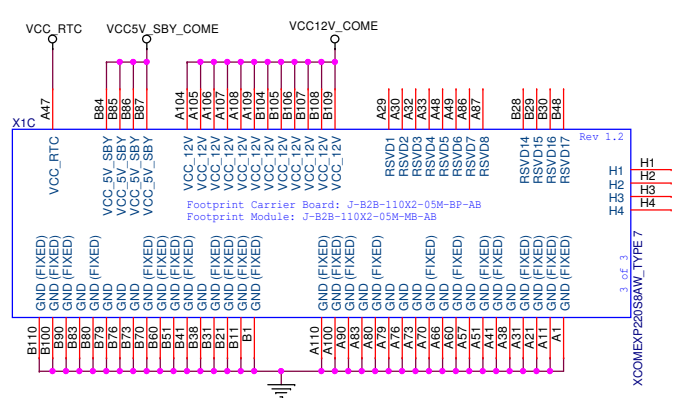 VCC_RTC
VCC5V_SBY_COME
VCC12V_COME
A47
B84
B85
B86
B87
A104
A105
A106
A107
A108
A109
B104
B105
B106
B107
B108
B109
A29
A30
A32
A33
A48
A49
A86
A87
B28
B29
B30
B48
X1C
Rev 1.2
VCC_RTC
VCC_5V_SBY
VCC_5V_SBY
VCC_5V_SBY
VCC_5V_SBY
VCC_12V
VCC_12V
VCC_12V
VCC_12V
VCC_12V
VCC_12V
VCC_12V
VCC_12V
VCC_12V
VCC_12V
VCC_12V
VCC_12V
RSVD1
RSVD2
RSVD3
RSVD4
RSVD5
RSVD6
RSVD7
RSVD8
RSVD14
RSVD15
RSVD16
RSVD17
H1 H1
H2 H2
H3 H3
H4 H4
Footprint Carrier Board: J-B2B-110X2-05M-BP-AB
Footprint Module: J-B2B-110X2-05M-MB-AB
GND (FIXED)
GND (FIXED)
GND (FIXED)
GND
GND (FIXED)
GND
GND
GND
GND (FIXED)
GND (FIXED)
GND (FIXED)
GND (FIXED)
GND
GND (FIXED)
GND (FIXED)
GND (FIXED)
GND (FIXED)
GND (FIXED)
GND (FIXED)
GND (FIXED)
GND
GND (FIXED)
GND
GND
GND
GND (FIXED)
GND
GND (FIXED)
GND
GND (FIXED)
GND (FIXED)
GND
GND (FIXED)
GND (FIXED)
GND (FIXED)
GND (FIXED)
3 of 3
XCOMEXP220S8AW_TYPE 7
B110
B100
B90
B83
B80
B79
B76
B73
B70
B60
B51
B41
B38
B31
B21
B11
B1
A110
A100
A90
A83
A80
A79
A76
A73
A70
A66
A60
A57
A51
A41
A38
A31
A21
A11
A1